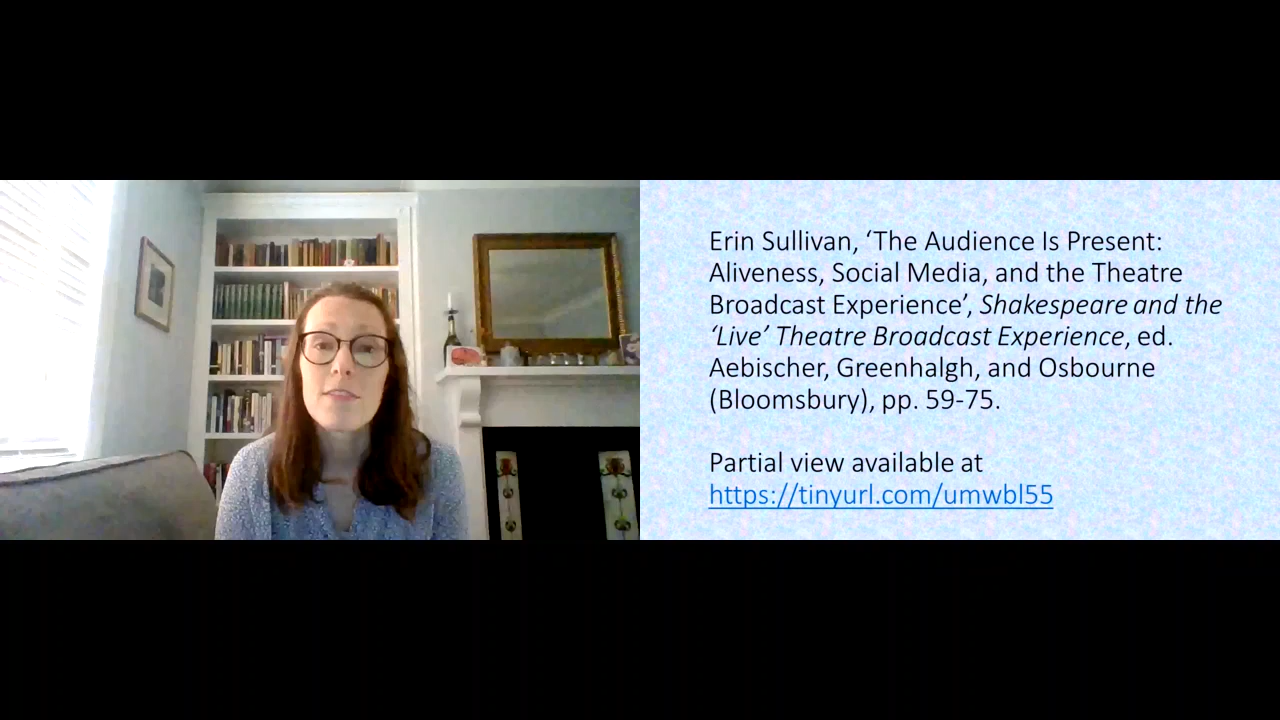 Erin Sullivan, ‘The Audience Is Present:
Aliveness, Social Media, and the Theatre
Broadcast Experience’, Shakespeare and the
‘Live’ Theatre Broadcast Experience, ed.
Aebischer, Greenhalgh, and Osbourne
(Bloomsbury), pp. 59-75.
Partial view available at
https://tinyurl.com/umwbl55